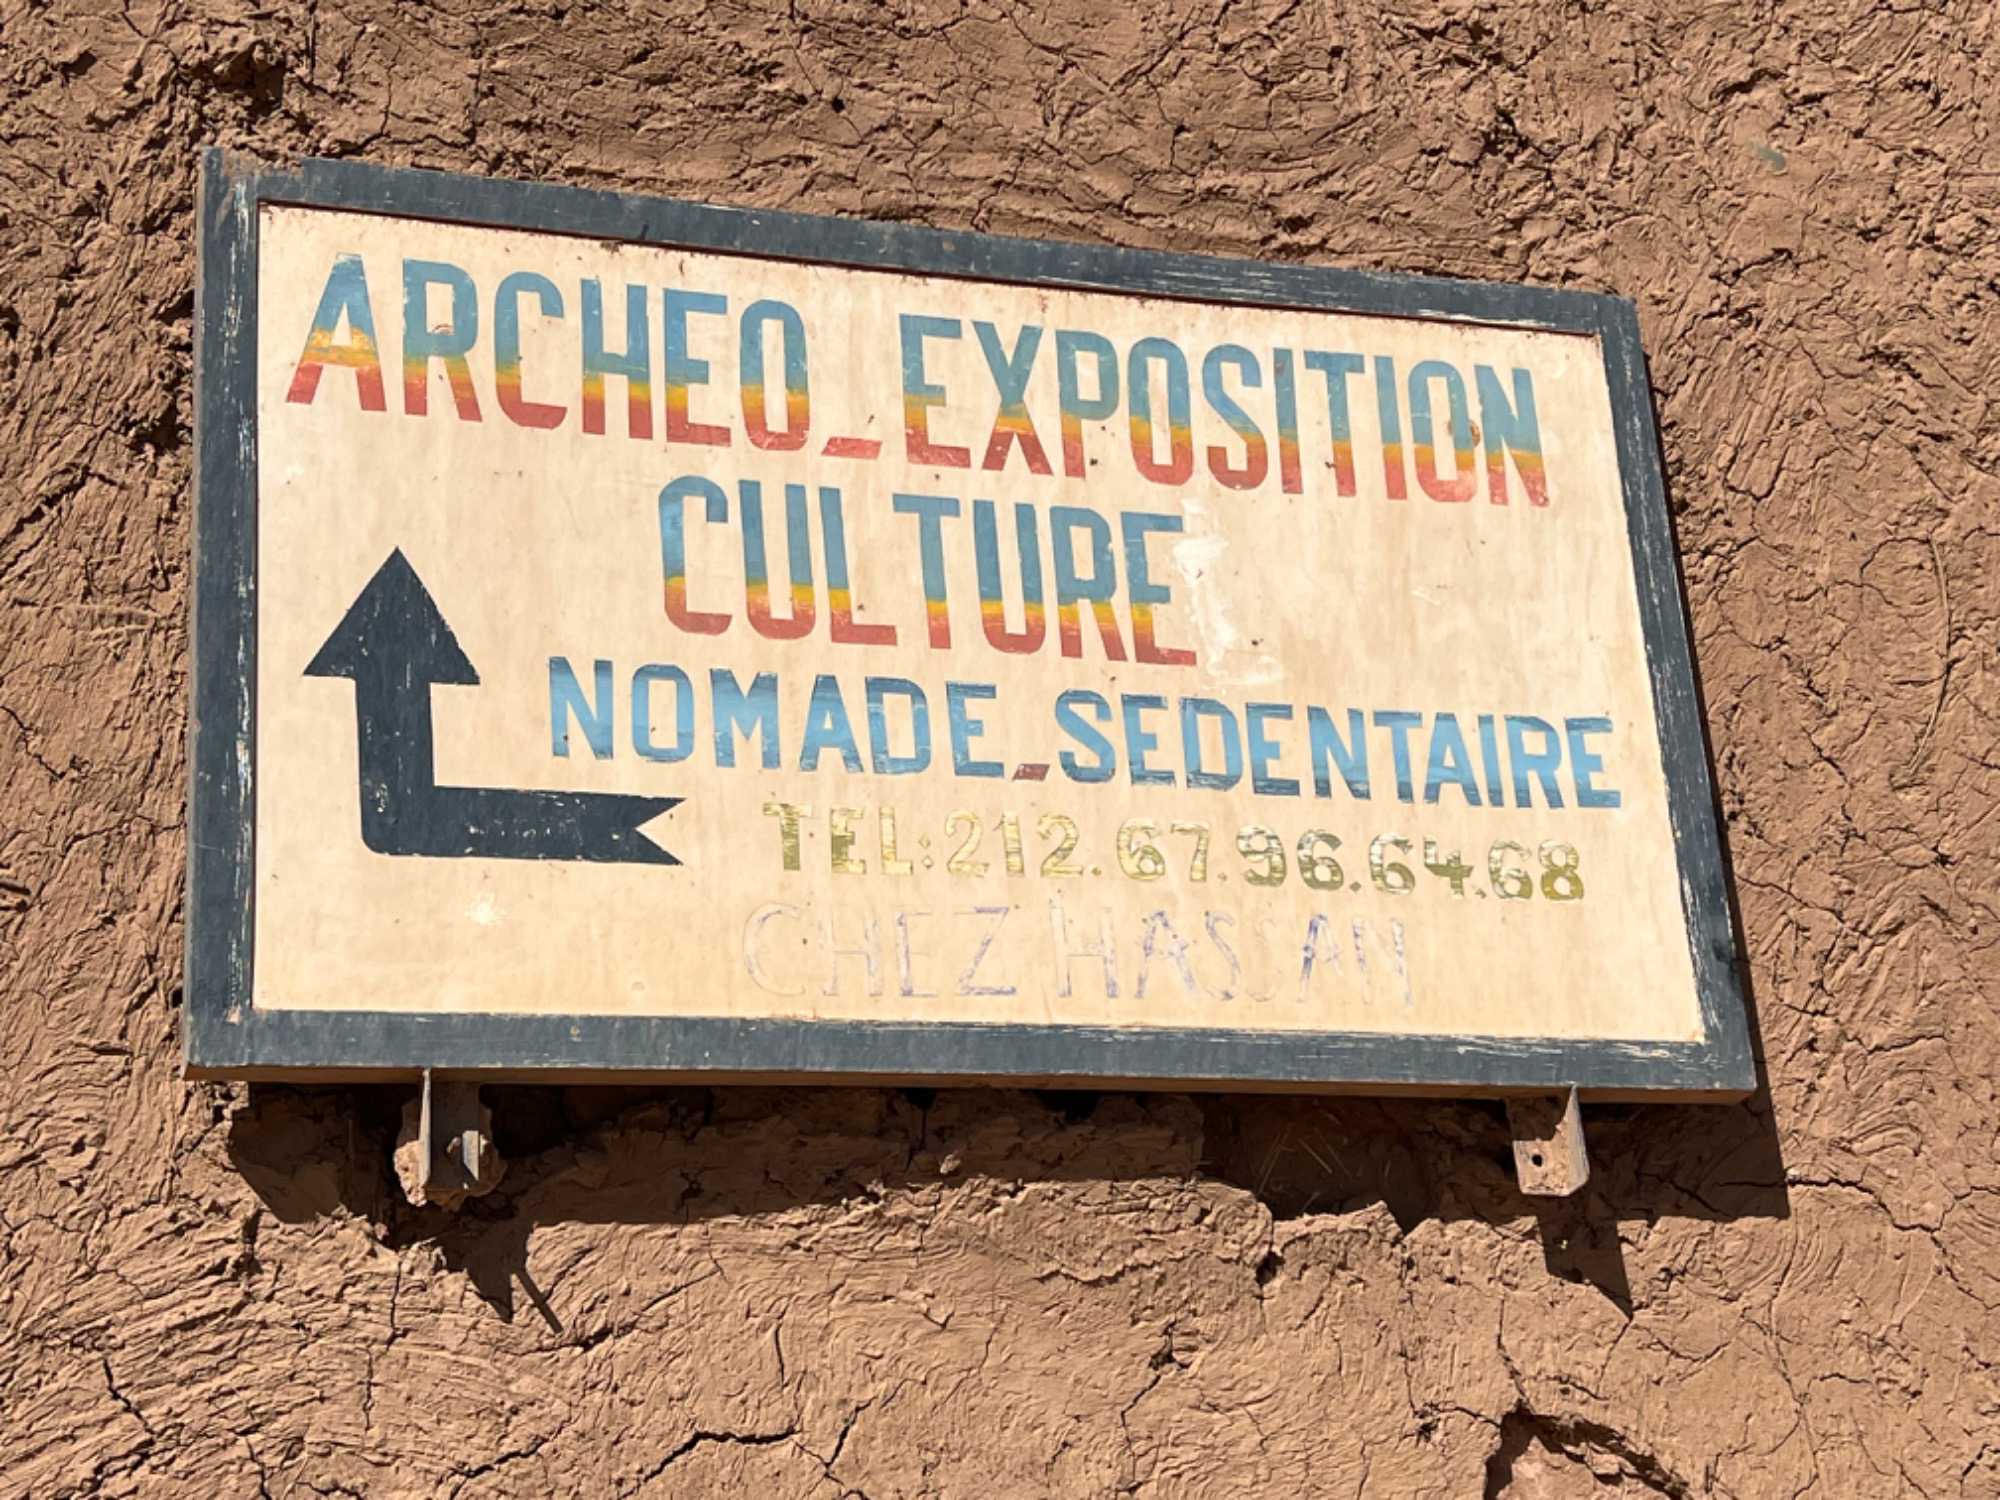 ARCHEO_EXPOSITION
CULTURE
NOMADE_SEDENTAIRE
TEL:212.67.96.64.68
CHEZ HASSAN